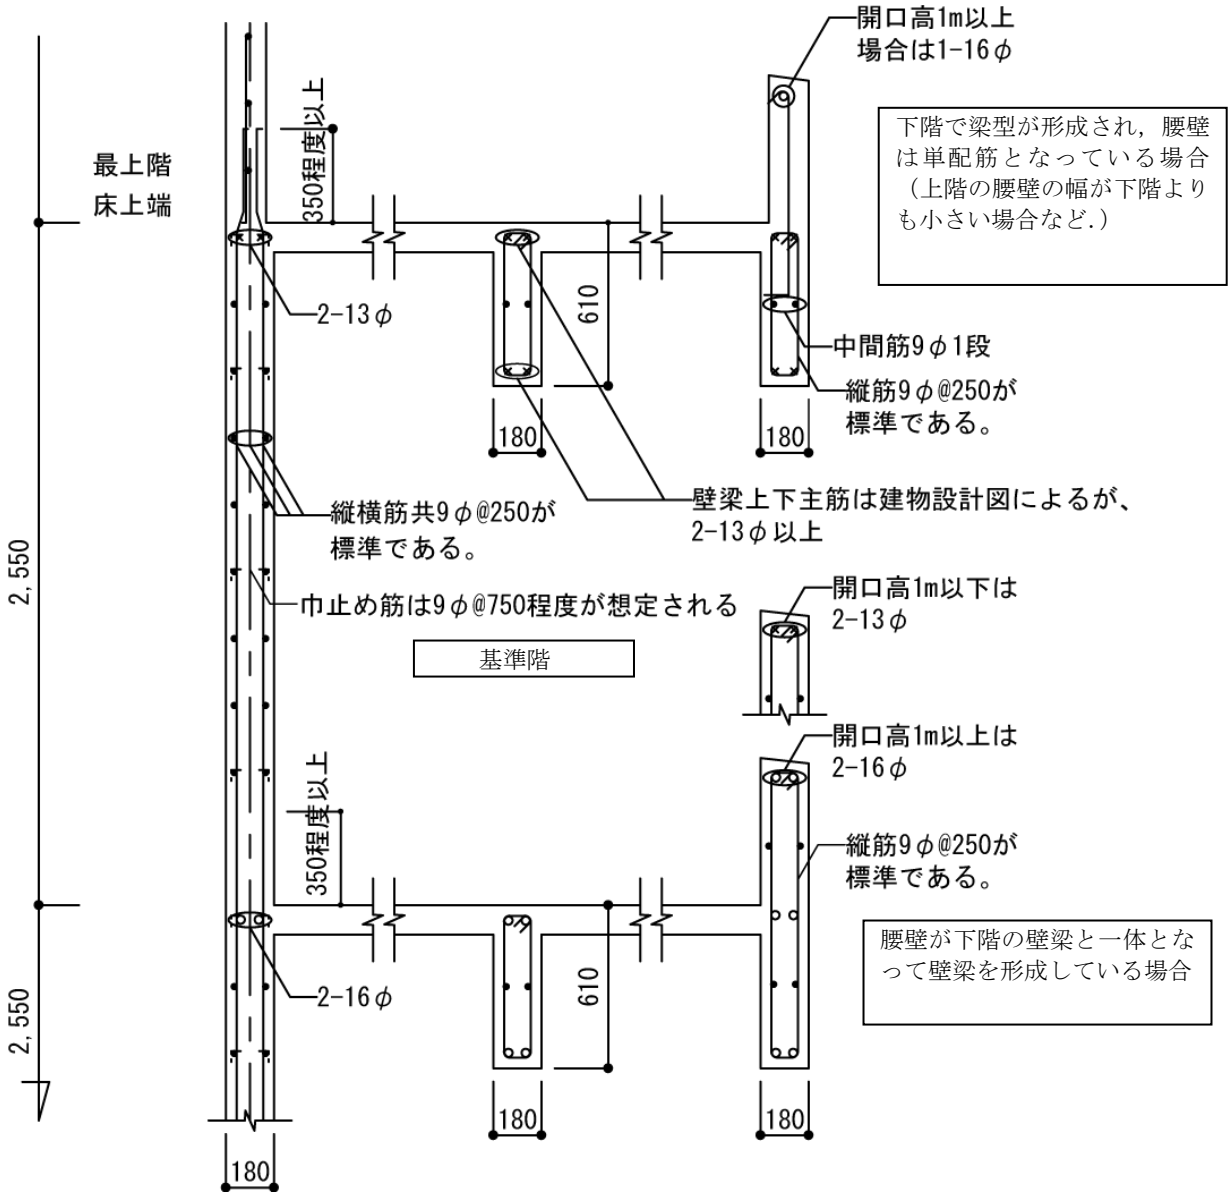 開口高1m以上
場合は1-16φ
下階で梁型が形成され，腰壁
は単配筋となっている場合
（上階の腰壁の幅が下階より
も小さい場合など.）
最上階
床上端
350程度以上
2-13φ
610
中間筋9φ1段
縦筋9φ@250が
標準である。
180
180
壁梁上下主筋は建物設計図によるが、
2-13φ以上
縦横筋共9φ@250が
標準である。
2,550
巾止め筋は9φ@750程度が想定される
開口高1m以下は
2-13φ
基準階
開口高1m以上は
2-16φ
350程度以上
縦筋9φ@250が
標準である。
腰壁が下階の壁梁と一体とな
って壁梁を形成している場合
2-16φ
610
2,550
180
180
180